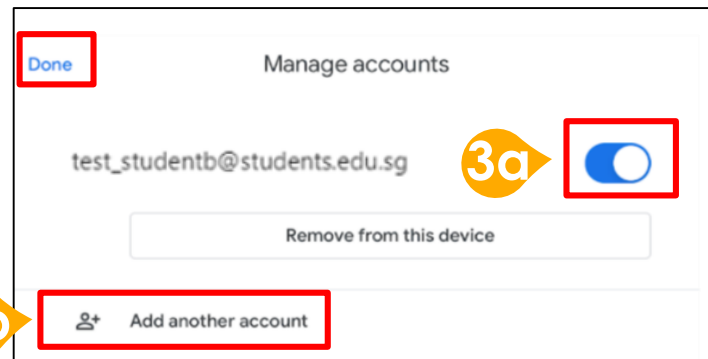 Done
Manage accounts
test_studentb@students.edu.sg
3a
Remove from this device
Add another account